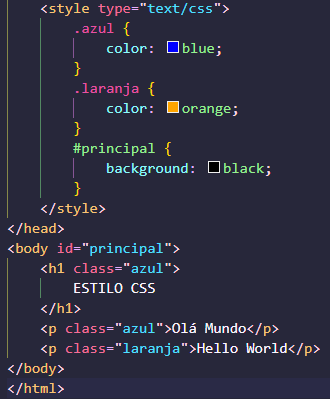 <style type="text/css">
.azul {
color: blue;
}
.laranja {
color: orange;
}
#principal {
background: black;
}
</style>
</head>
<body id="principal">
<h1 class="azul">
ESTILO CSS
</h1>
<p class="azul">Olá Mundo</p>
<p class="laranja">Hello World</p>
</body>
</html>